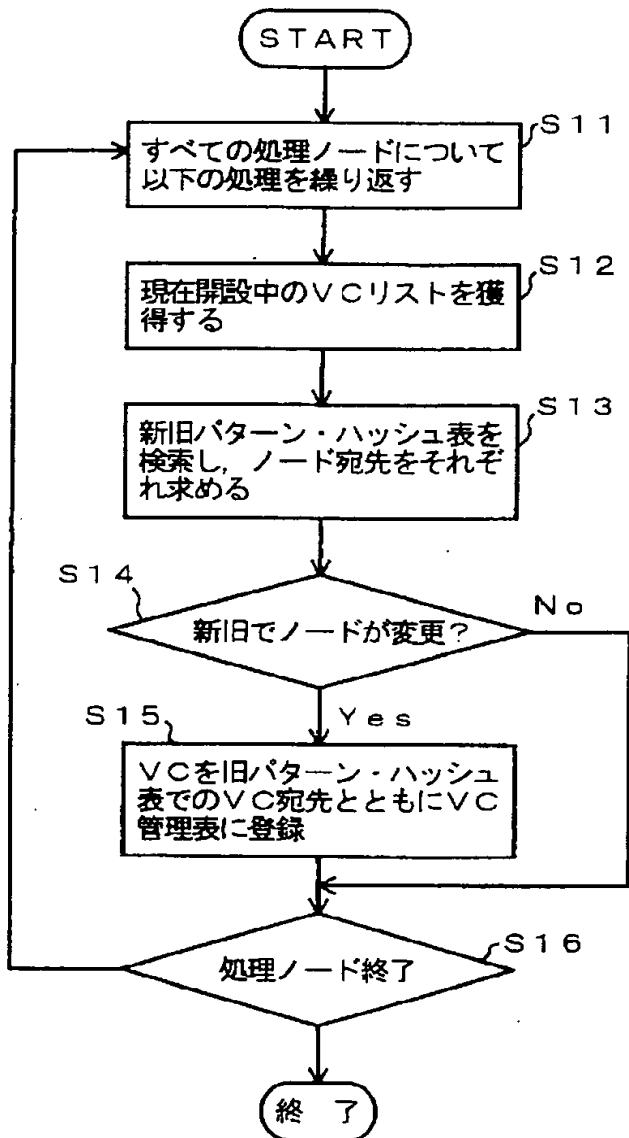 START
S11
すべての処理ノードについて
以下の処理を繰り返す
S12
現在開設中のVCリストを獲
得する
S13
新旧パターン・ハッシュ表を
検索し，ノード宛先をそれぞ
れ求める
S14
新旧でノードが変更？
No
Yes
S15
VCを旧パターン・ハッシュ
表でのVC宛先とともにVC
管理表に登録
S16
処理ノード終了
終 了